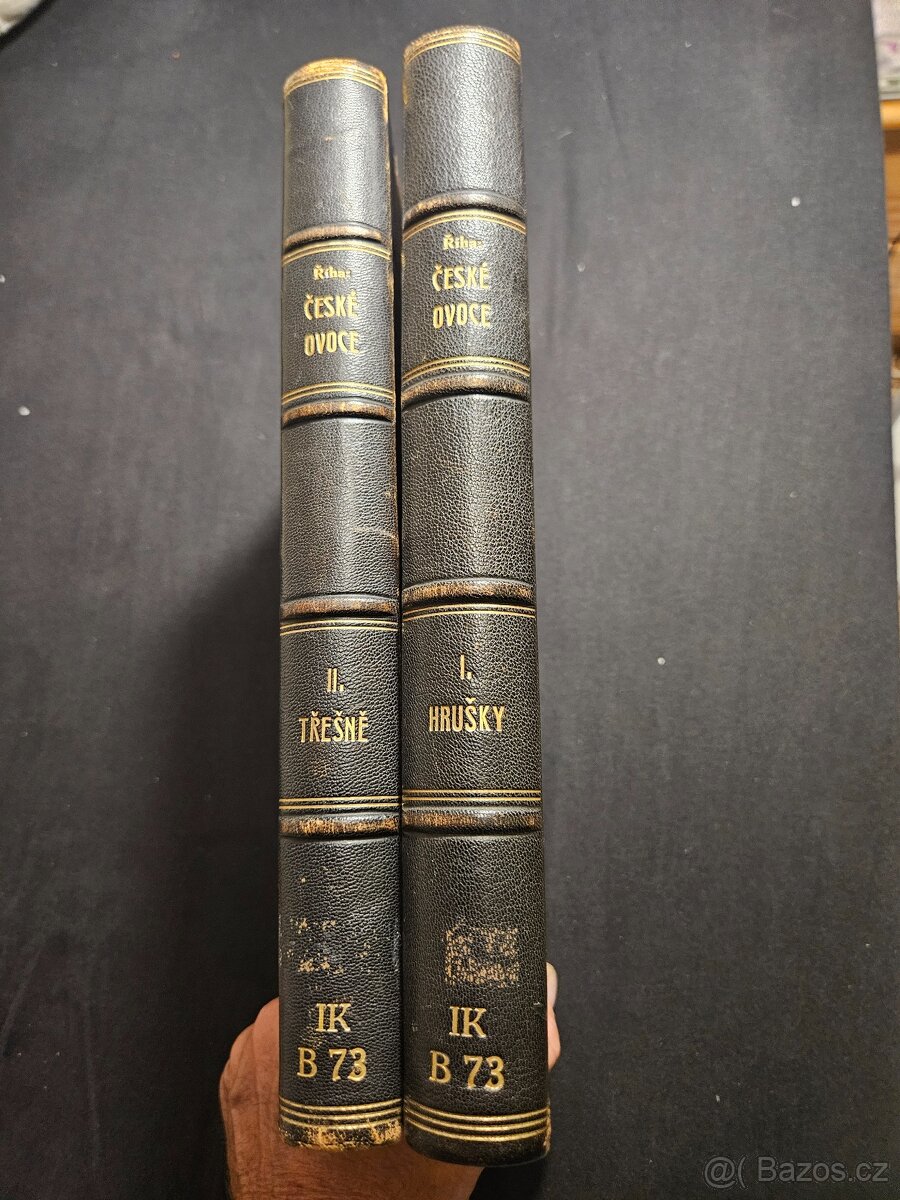 Říha:
ČESKÉ
OVOCE
II.
TŘEŠNĚ
IK
B 73
Říha:
ČESKÉ
OVOCE
I.
HRUŠKY
IK
B 73
@( Bazos.cz